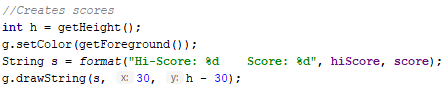 //Creates scores
int h = getHeight();
g.setColor(getForeground());
String s = format("Hi-Score: %d    Score: %d", hiScore, score);
g.drawString(s, x: 30, y: h - 30);